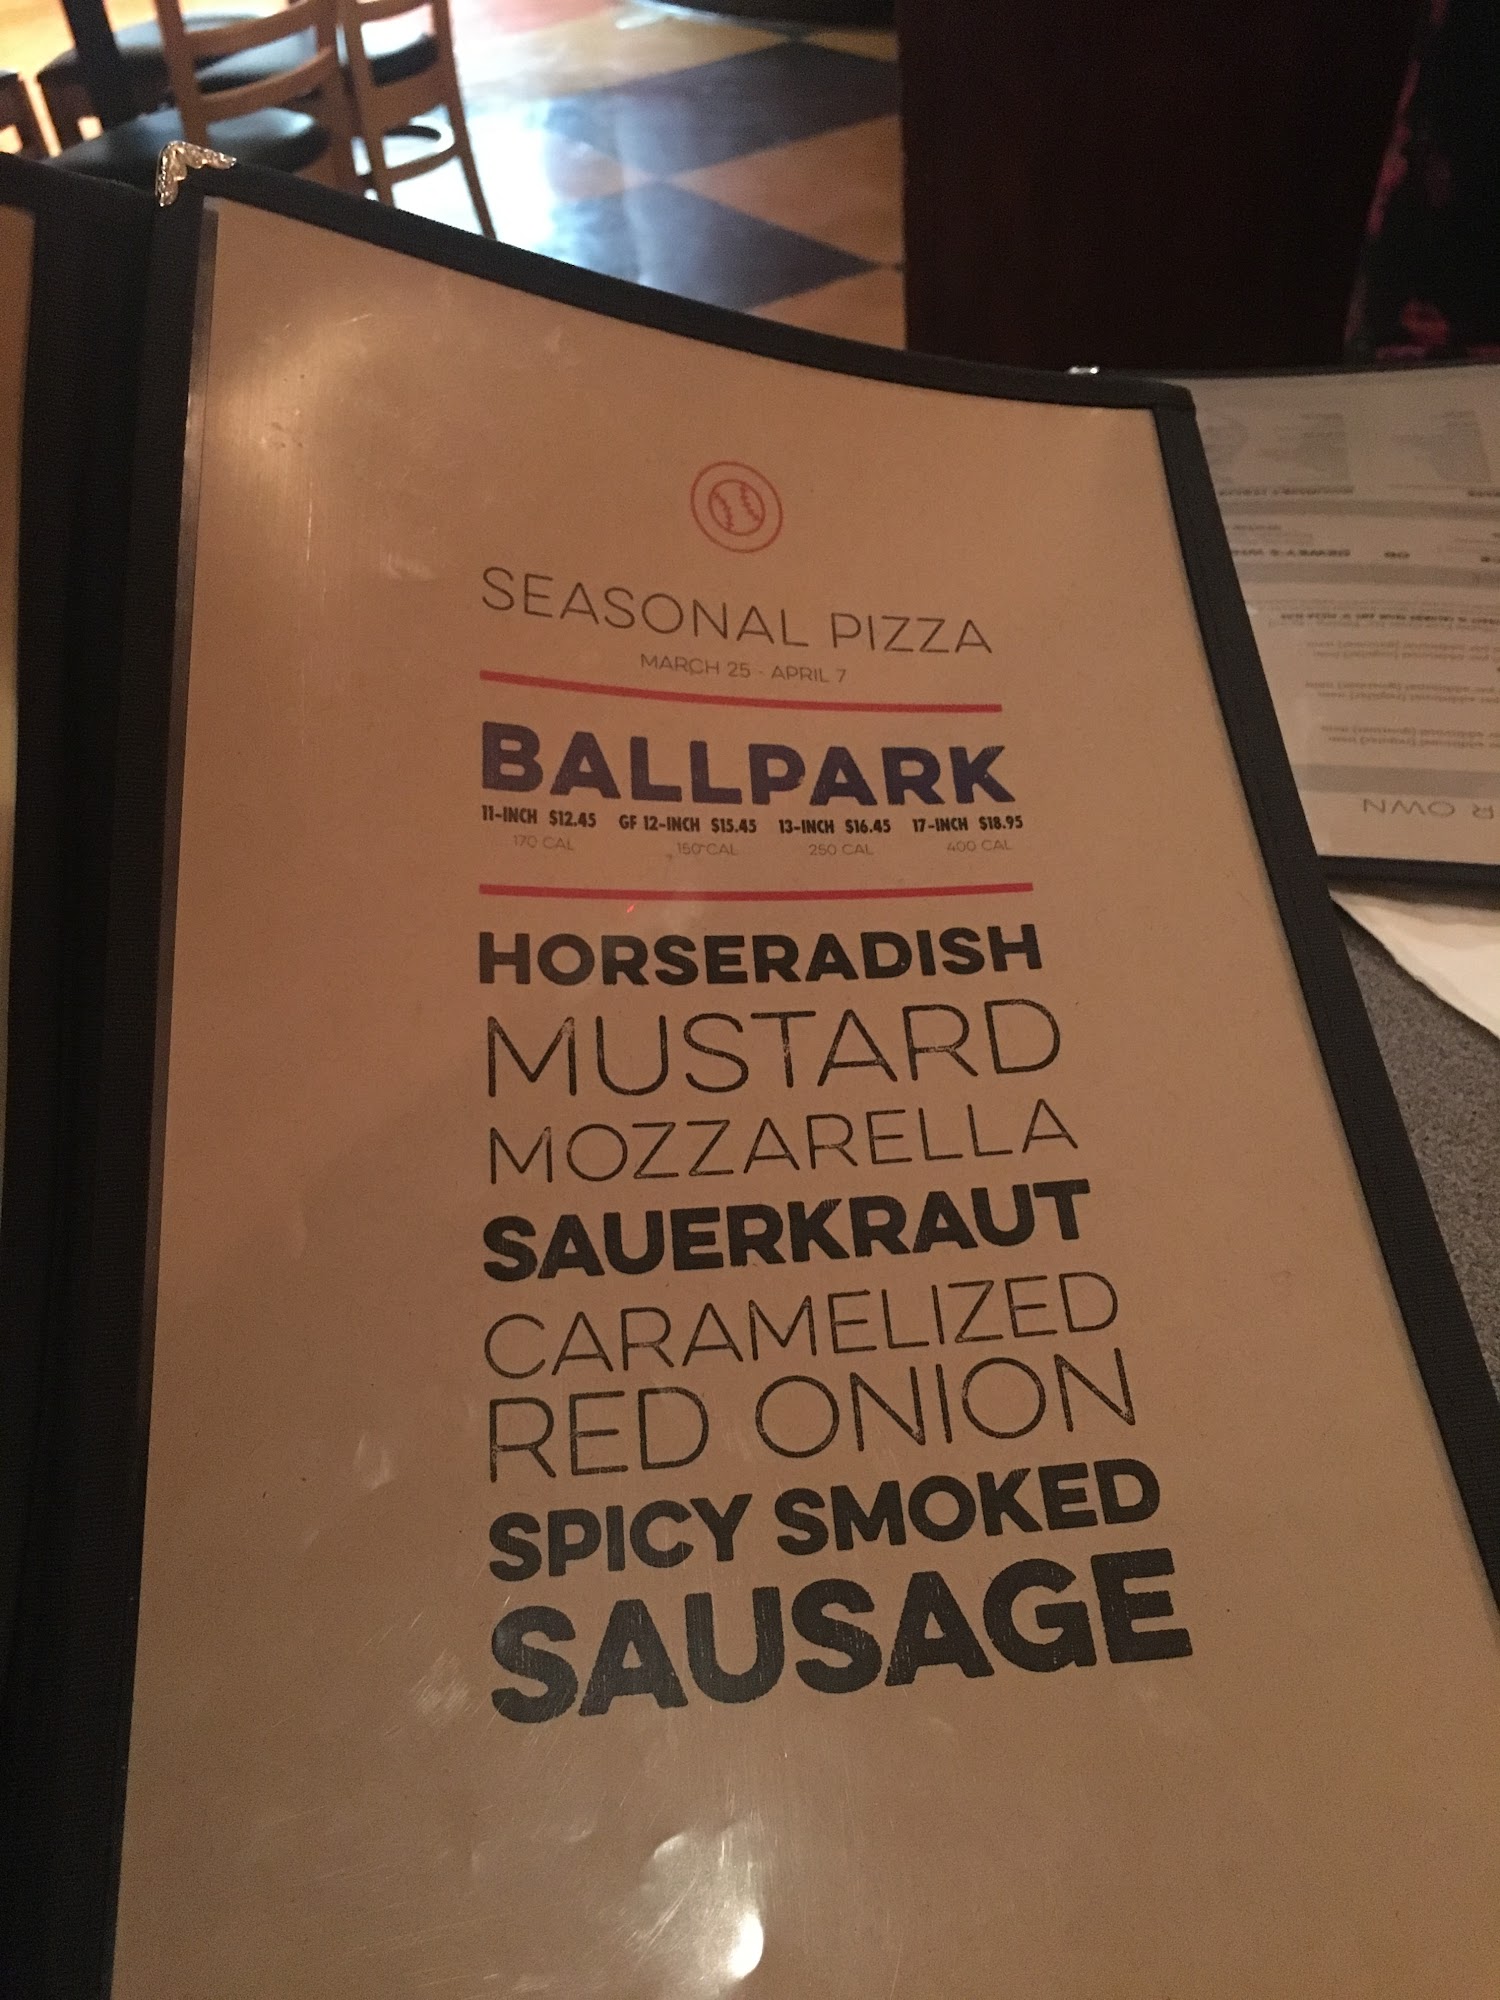 SEASONAL PIZZA
MARCH 25 - APRIL 7
BALLPARK
11-INCH $12.45 GF 12-INCH $15.45 13-INCH $16.45 17-INCH $18.95
170 CAL 150 CAL 250 CAL 400 CAL
HORSERADISH
MUSTARD
MOZZARELLA
SAUERKRAUT
CARAMELIZED
RED ONION
SPICY SMOKED
SAUSAGE
R OWN